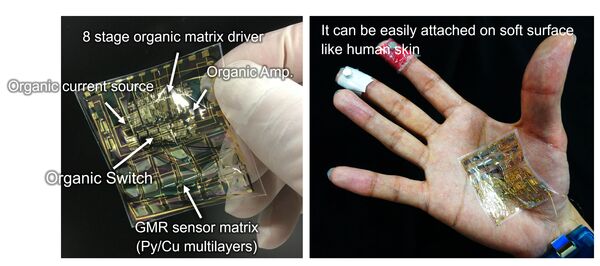 8 stage organic matrix driver
Organic Amp.
Organic current source
Organic Switch
GMR sensor matrix
(Py/Cu multilayers)
It can be easily attached on soft surface
like human skin